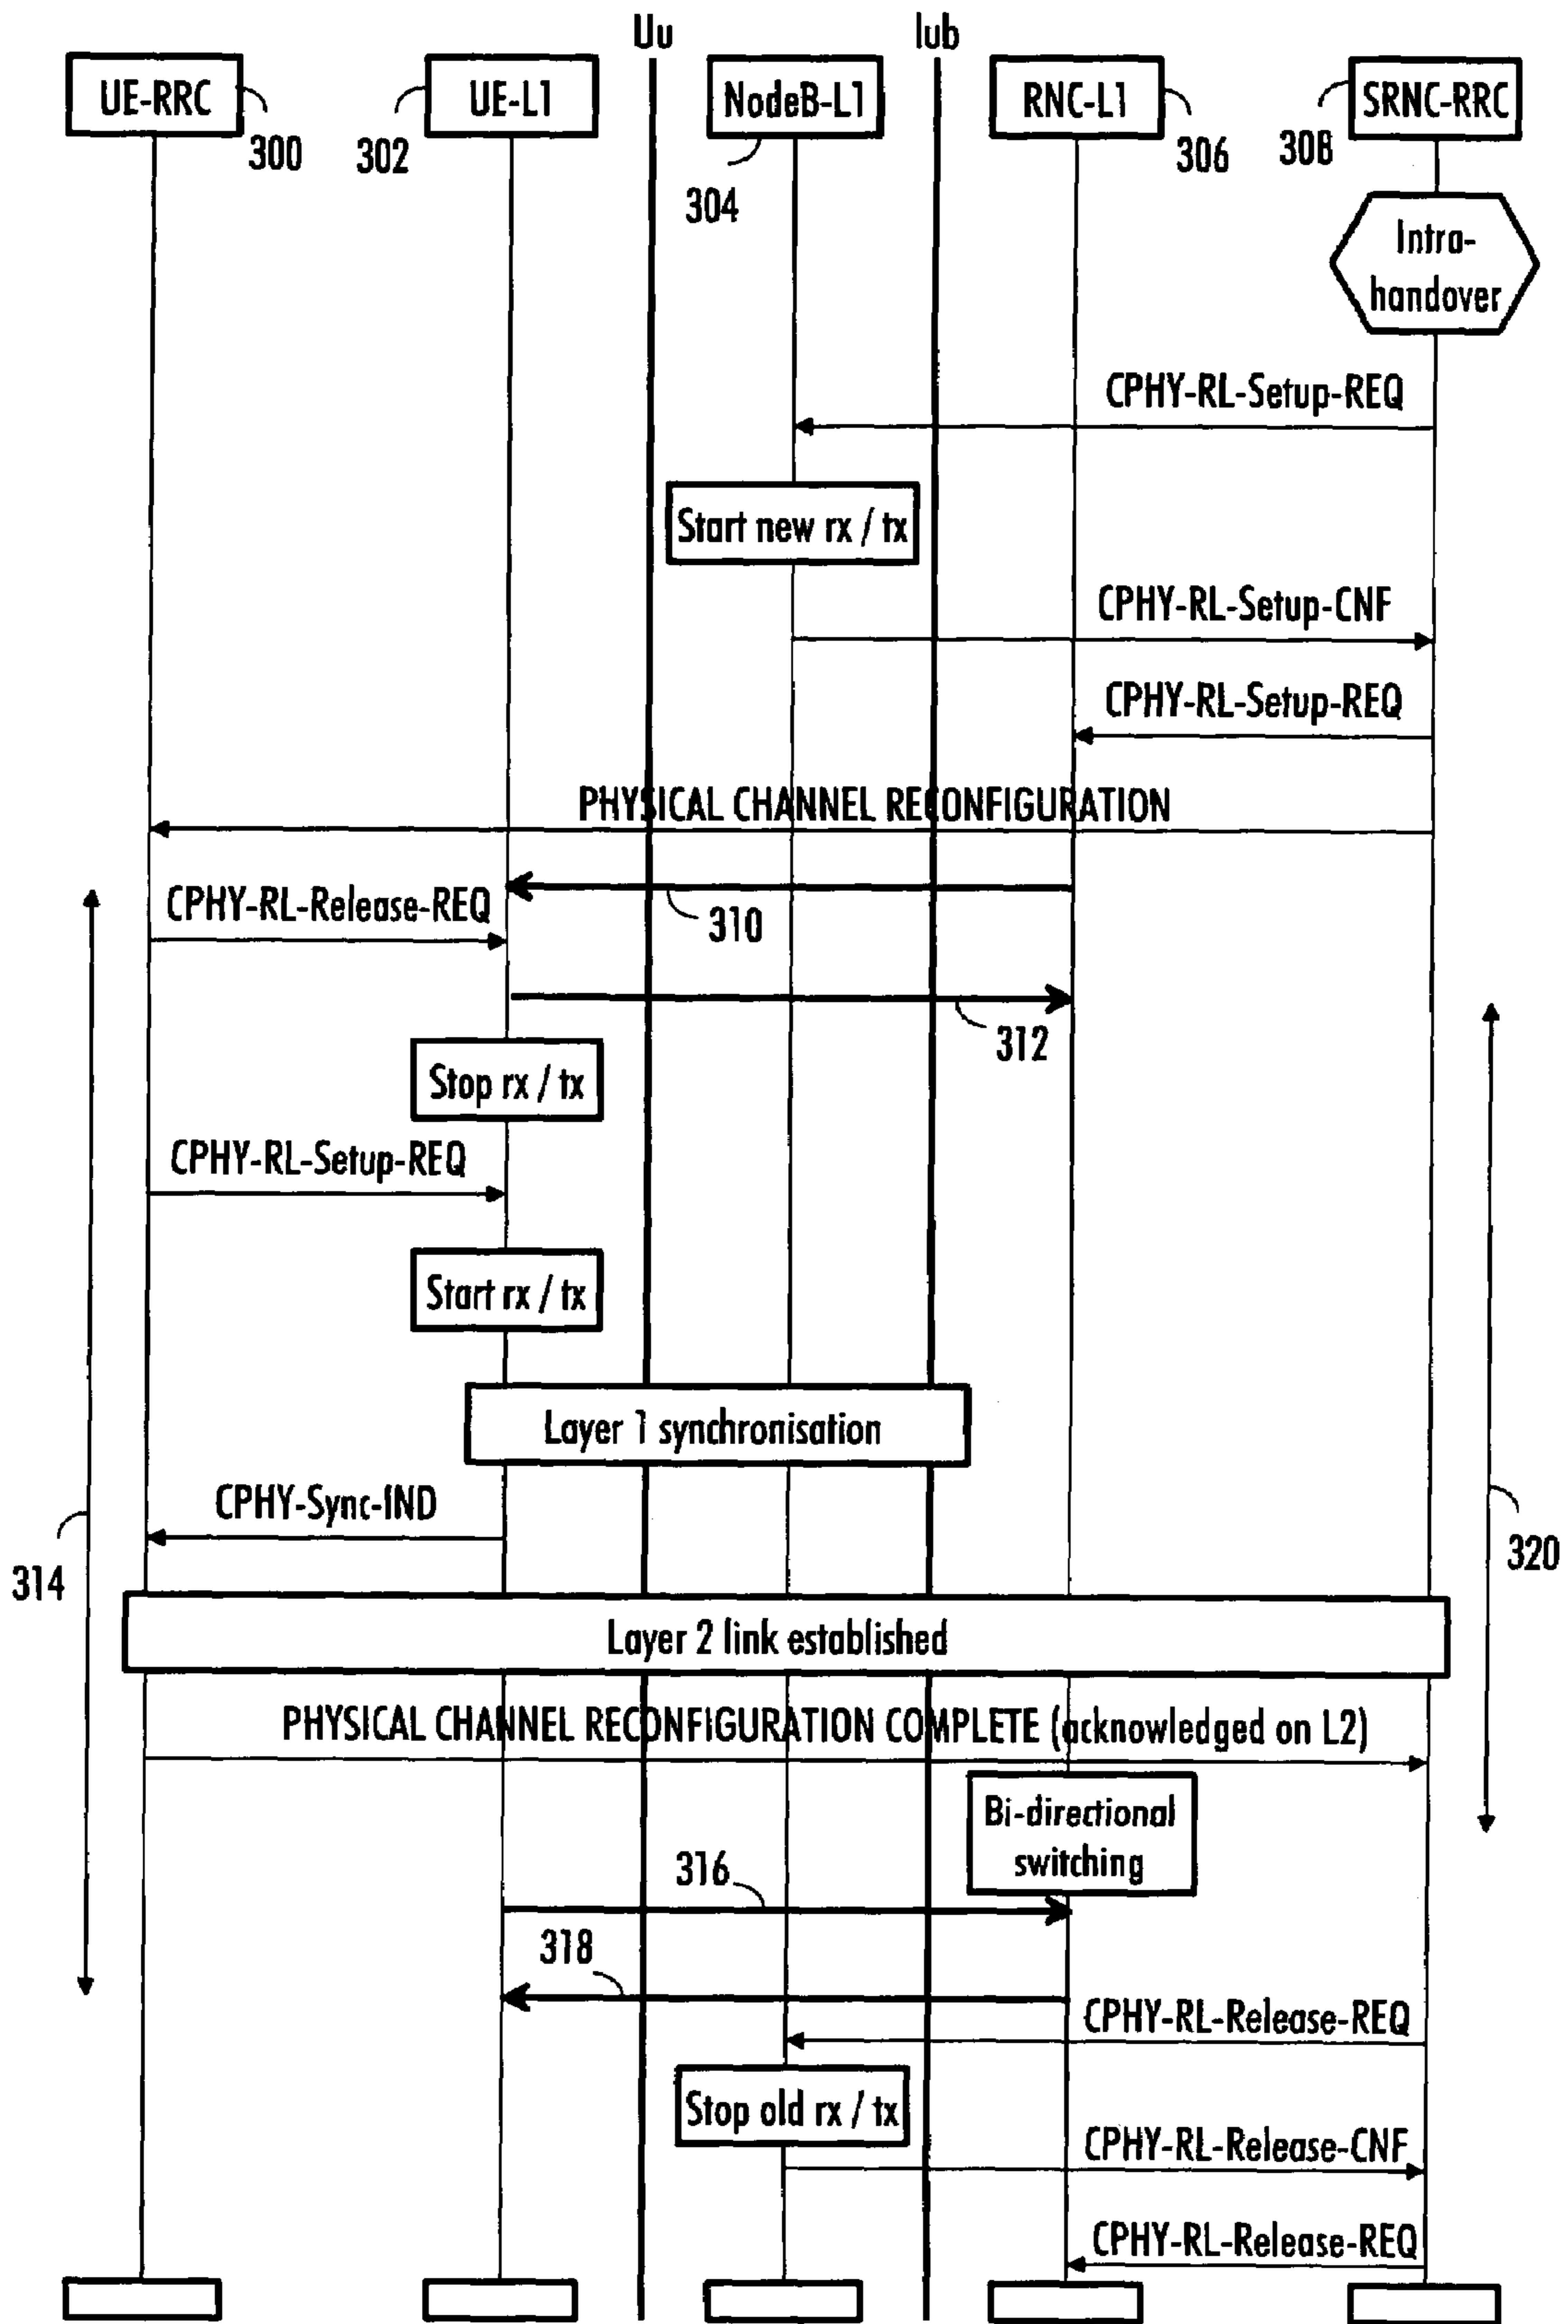 Uu
Iub
UE-RRC
UE-L1
NodeB-L1
RNC-L1
SRNC-RRC
300
302
304
306
308
Intra-
handover
CPHY-RL-Setup-REQ
Start new rx / tx
CPHY-RL-Setup-CNF
CPHY-RL-Setup-REQ
PHYSICAL CHANNEL RECONFIGURATION
CPHY-RL-Release-REQ
310
312
Stop rx / tx
CPHY-RL-Setup-REQ
Start rx / tx
Layer 1 synchronisation
CPHY-Sync-IND
314
320
Layer 2 link established
PHYSICAL CHANNEL RECONFIGURATION COMPLETE (acknowledged on L2)
Bi-directional
switching
316
318
CPHY-RL-Release-REQ
Stop old rx / tx
CPHY-RL-Release-CNF
CPHY-RL-Release-REQ